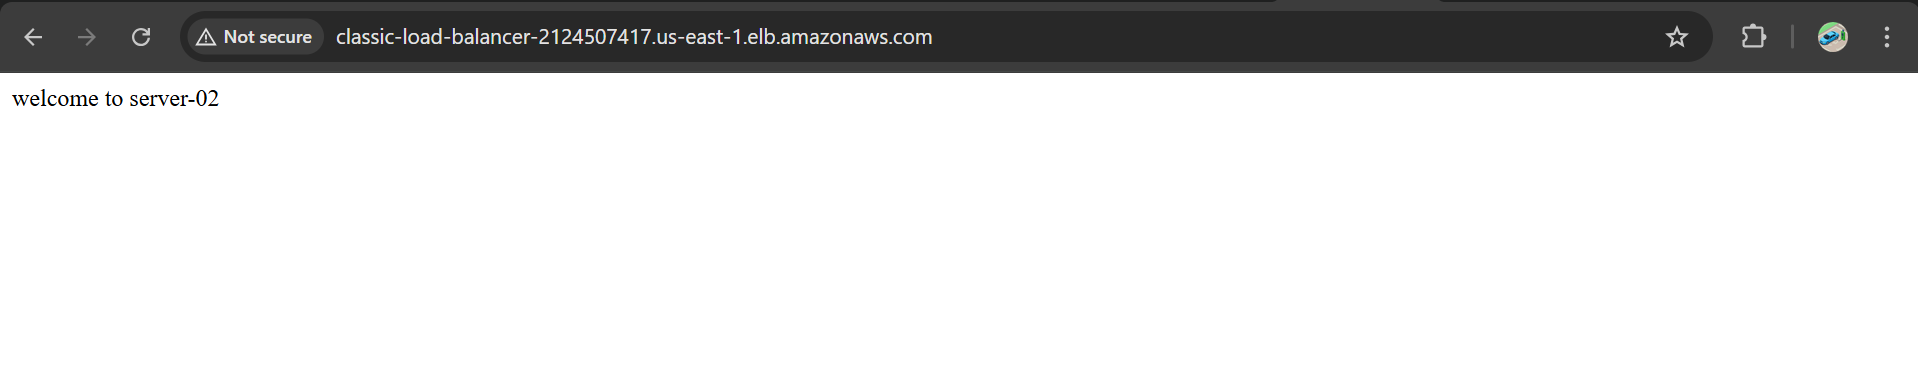 Not secure
classic-load-balancer-2124507417.us-east-1.elb.amazonaws.com
welcome to server-02